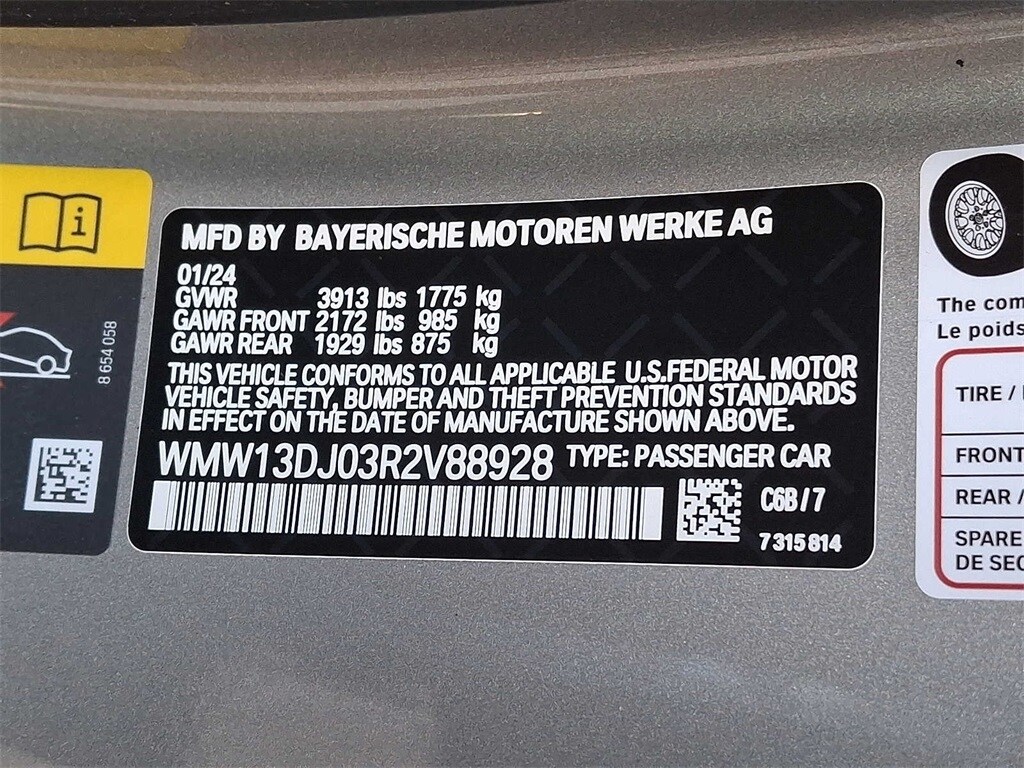 MFD BY BAYERISCHE MOTOREN WERKE AG
01/24
GVWR 3913 lbs 1775 kg
GAWR FRONT 2172 lbs 985 kg
GAWR REAR 1929 lbs 875 kg
THIS VEHICLE CONFORMS TO ALL APPLICABLE U.S.FEDERAL MOTOR
VEHICLE SAFETY, BUMPER AND THEFT PREVENTION STANDARDS
IN EFFECT ON THE DATE OF MANUFACTURE SHOWN ABOVE.
WMW13DJ03R2V88928 TYPE: PASSENGER CAR
C6B/7
7 315 814
i
8 654 058
The com
Le poids
TIRE /
FRONT
REAR /
SPARE
DE SEC